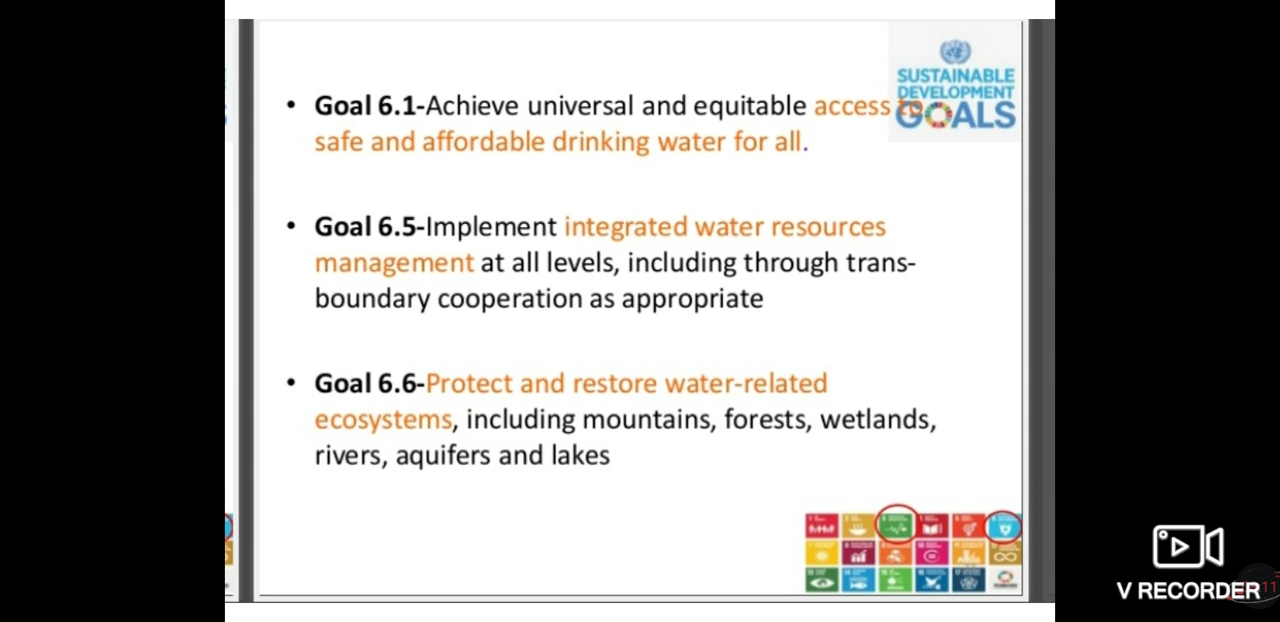 SUSTAINABLE
DEVELOPMENT
GOALS
• Goal 6.1-Achieve universal and equitable access to
safe and affordable drinking water for all.
• Goal 6.5-Implement integrated water resources
management at all levels, including through trans-
boundary cooperation as appropriate
• Goal 6.6-Protect and restore water-related
ecosystems, including mountains, forests, wetlands,
rivers, aquifers and lakes
V RECORDER